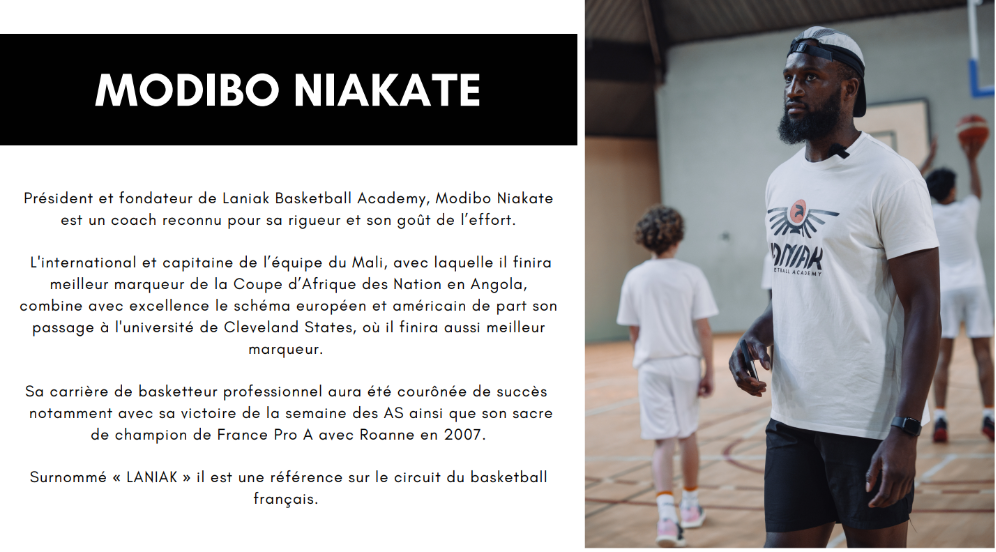 MODIBO NIAKATE
Président et fondateur de Laniak Basketball Academy, Modibo Niakate
est un coach reconnu pour sa rigueur et son goût de l’effort.
L'international et capitaine de l’équipe du Mali, avec laquelle il finira
meilleur marqueur de la Coupe d’Afrique des Nation en Angola,
combine avec excellence le schéma européen et américain de part son
passage à l'université de Cleveland States, où il finira aussi meilleur
marqueur.
Sa carrière de basketteur professionnel aura été courônée de succès
notamment avec sa victoire de la semaine des AS ainsi que son sacre
de champion de France Pro A avec Roanne en 2007.
Surnommé « LANIAK » il est une référence sur le circuit du basketball
français.
LANIAK